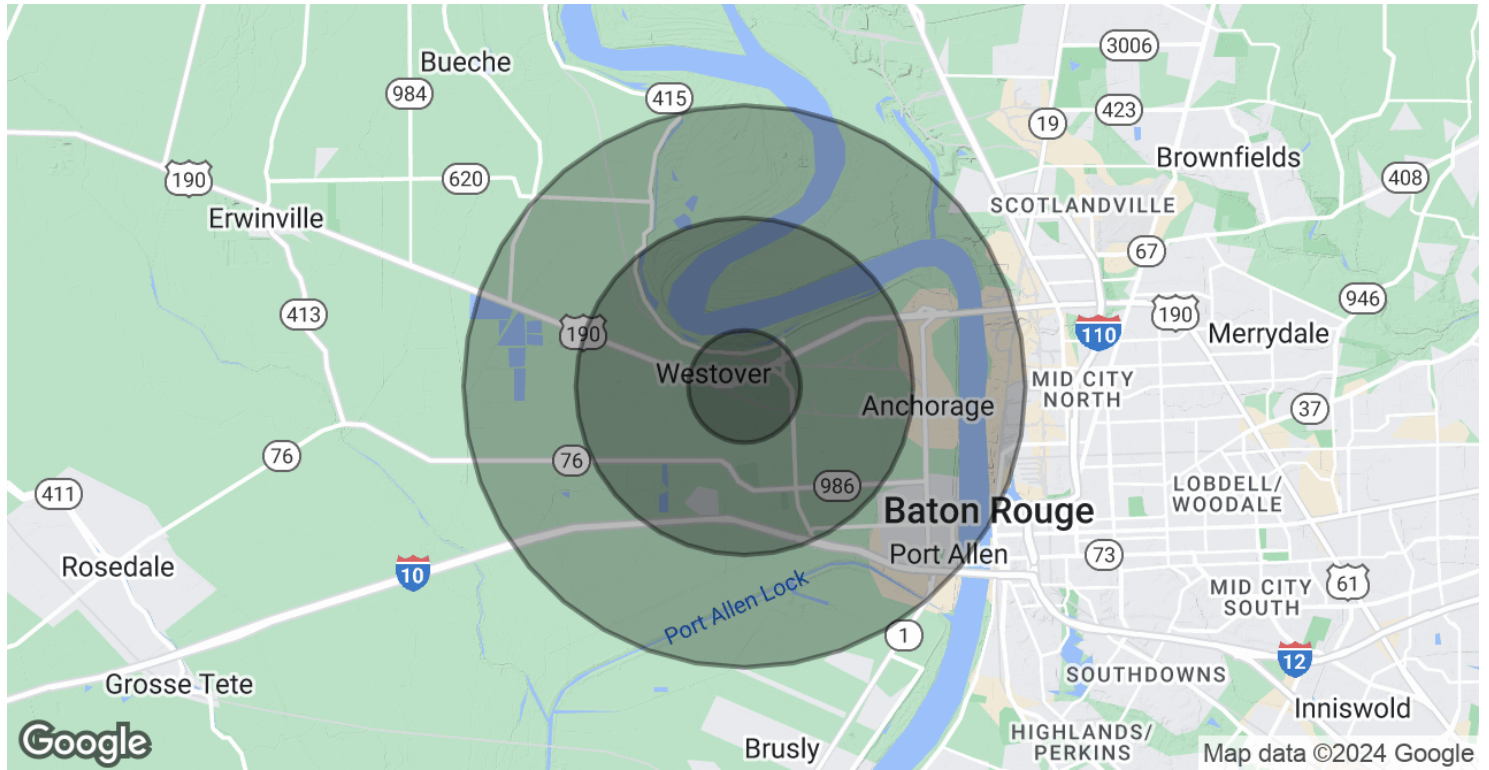 Bueche
984
415
3006
423
19
Brownfields
190
620
408
SCOTLANDVILLE
Erwinville
67
946
413
190
190
110
Merrydale
Westover
MID CITY
NORTH
Anchorage
37
76
76
986
411
LOBDELL/
WOODALE
Baton Rouge
Port Allen
73
Rosedale
10
MID CITY
SOUTH
61
Port Allen Lock
1
12
SOUTHDOWNS
Grosse Tete
Inniswold
Google
Brusly
HIGHLANDS/
PERKINS
Map data ©2024 Google